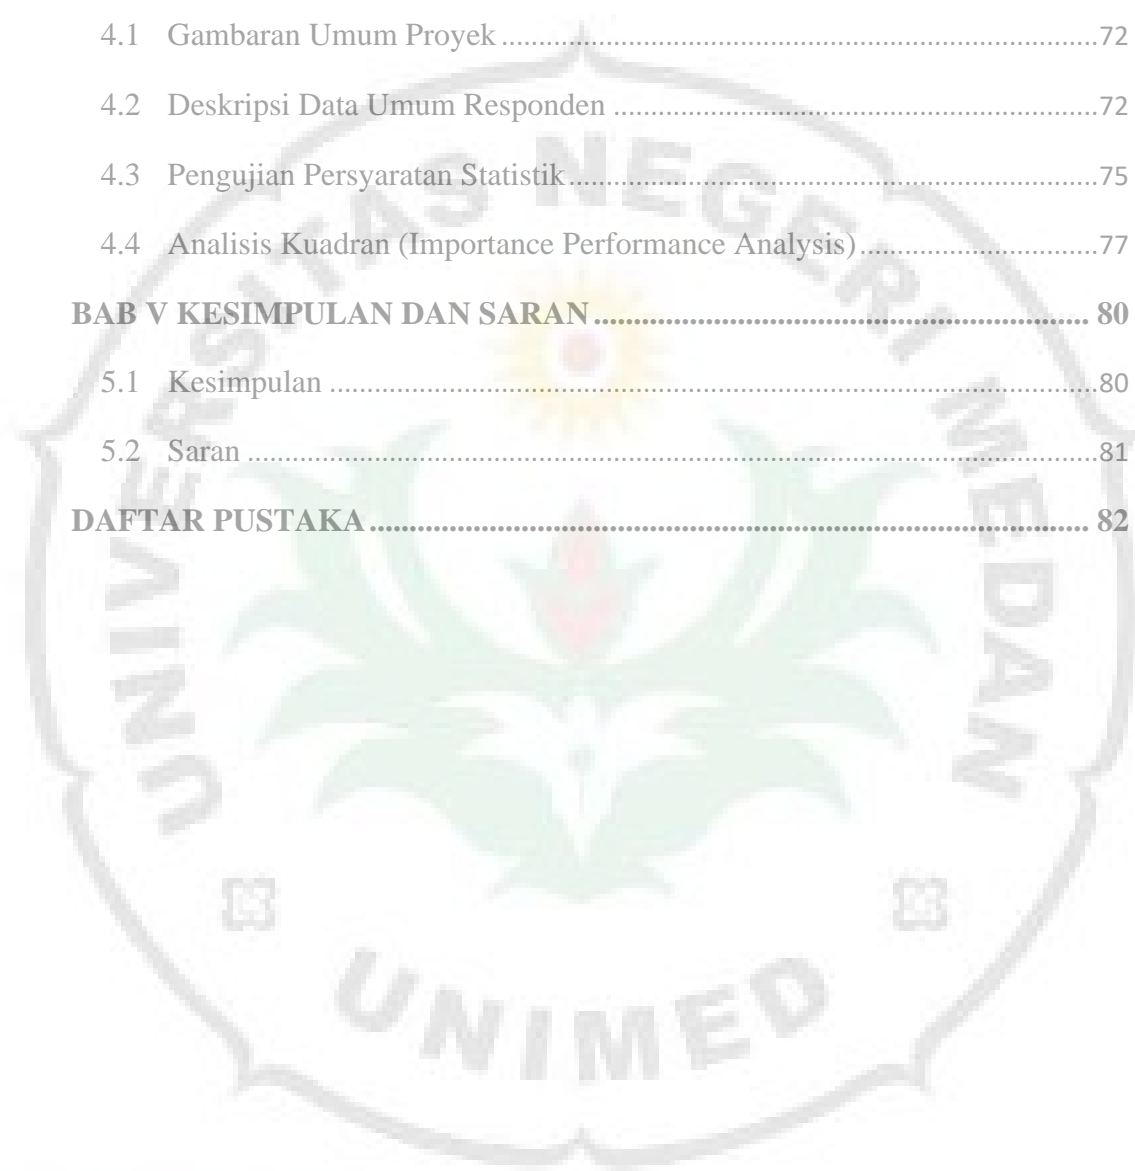 4.1 Gambaran Umum Proyek ........................................................................ 72
4.2 Deskripsi Data Umum Responden ........................................................ 72
4.3 Pengujian Persyaratan Statistik .............................................................. 75
4.4 Analisis Kuadran (Importance Performance Analysis) ......................... 77
BAB V KESIMPULAN DAN SARAN ........................................................ 80
5.1 Kesimpulan ............................................................................................ 80
5.2 Saran ...................................................................................................... 81
DAFTAR PUSTAKA .................................................................................. 82
UNIVERSITAS NEGERI MEDAN
UNIMED